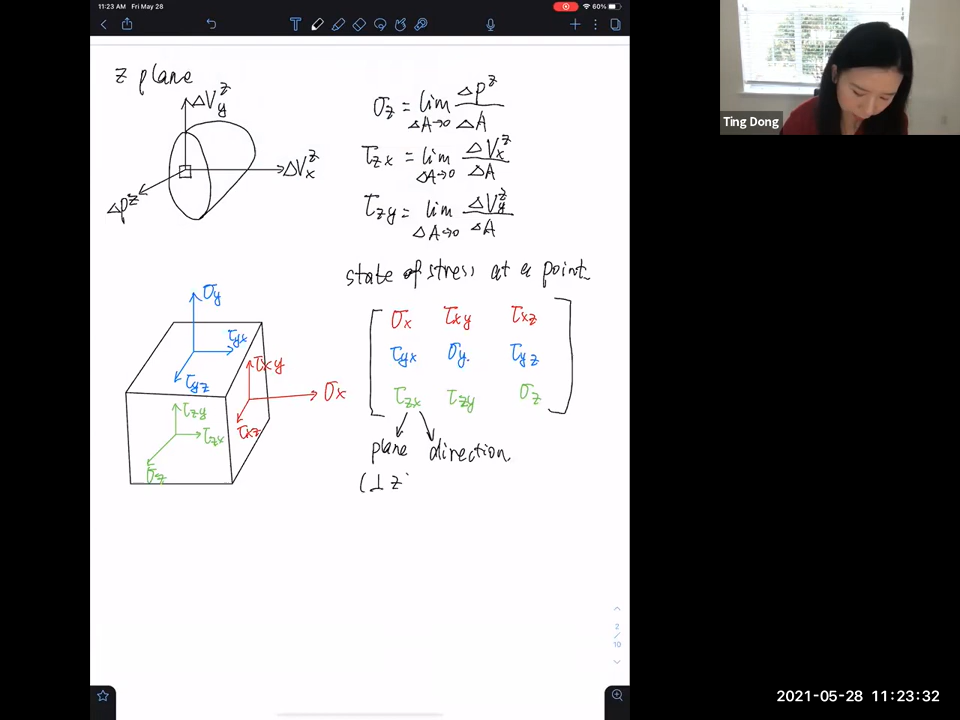 11:23 AM Fri May 28
60%
z plane
ΔV_y^z
ΔV_x^z
ΔP^z
σ_z = lim_{ΔA→0} ΔP^z / ΔA
τ_zx = lim_{ΔA→0} ΔV_x^z / ΔA
τ_zy = lim_{ΔA→0} ΔV_y^z / ΔA
state of stress at a point
σ_y
τ_yx
τ_yz
τ_xy
σ_x
τ_xz
τ_zy
τ_zx
σ_z
σ_x τ_xy τ_xz
τ_yx σ_y. τ_yz
τ_zx τ_zy σ_z
plane direction
(⊥ z
2
/
10
Ting Dong
2021-05-28 11:23:32